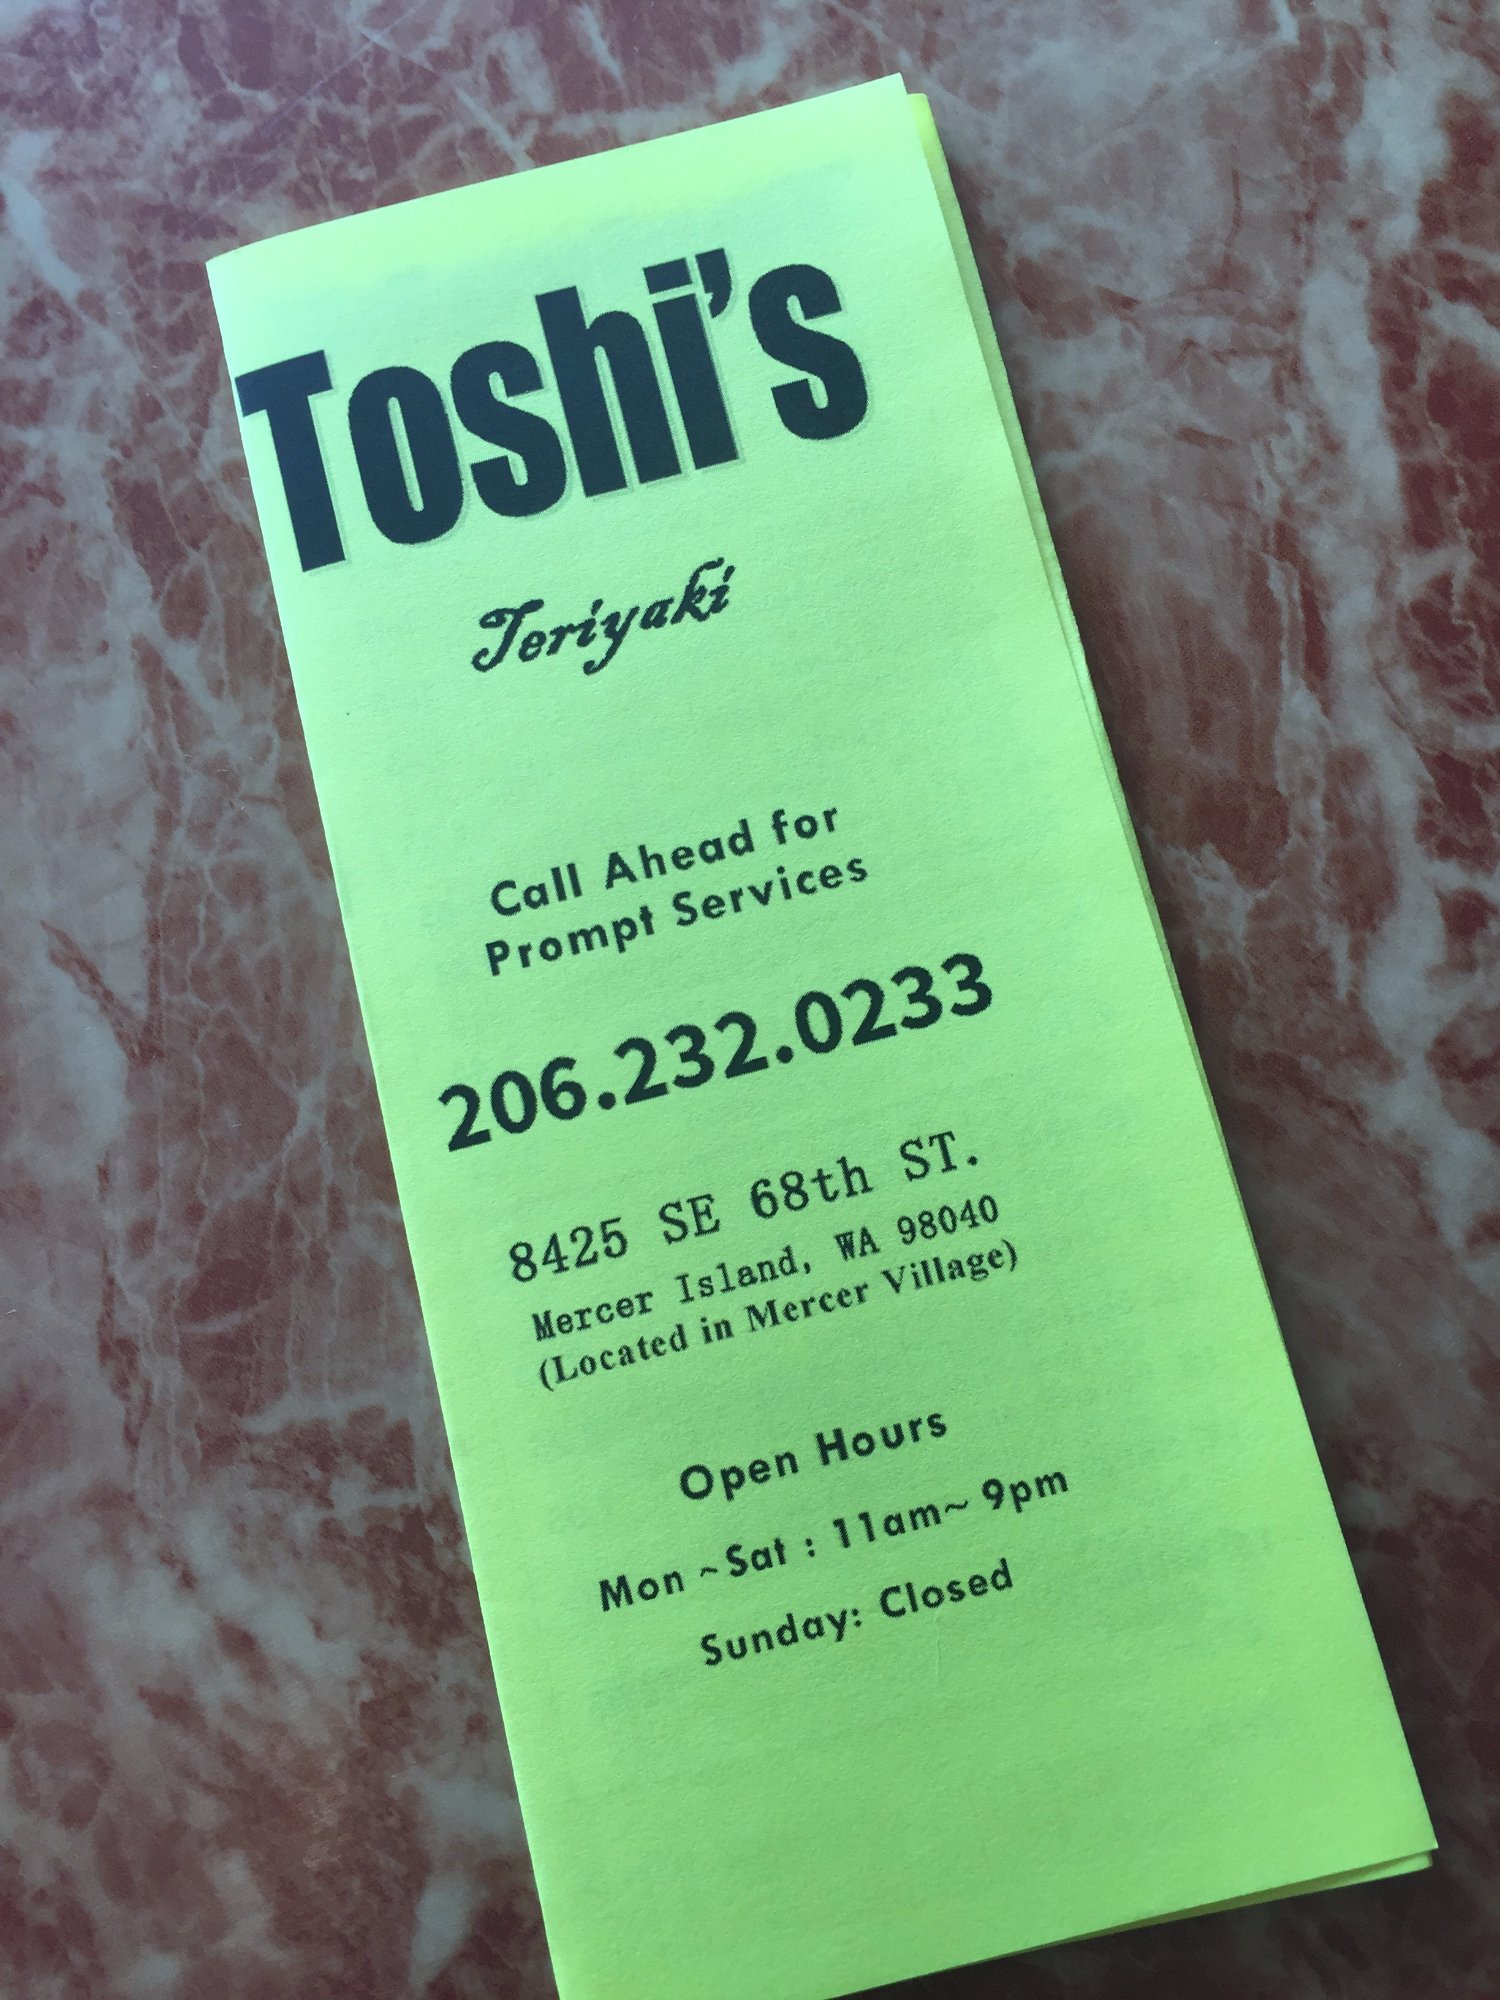 Toshi's
Teriyaki
Call Ahead for
Prompt Services
206.232.0233
8425 SE 68th ST.
Mercer Island, WA 98040
(Located in Mercer Village)
Open Hours
Mon ~Sat : 11am~ 9pm
Sunday: Closed